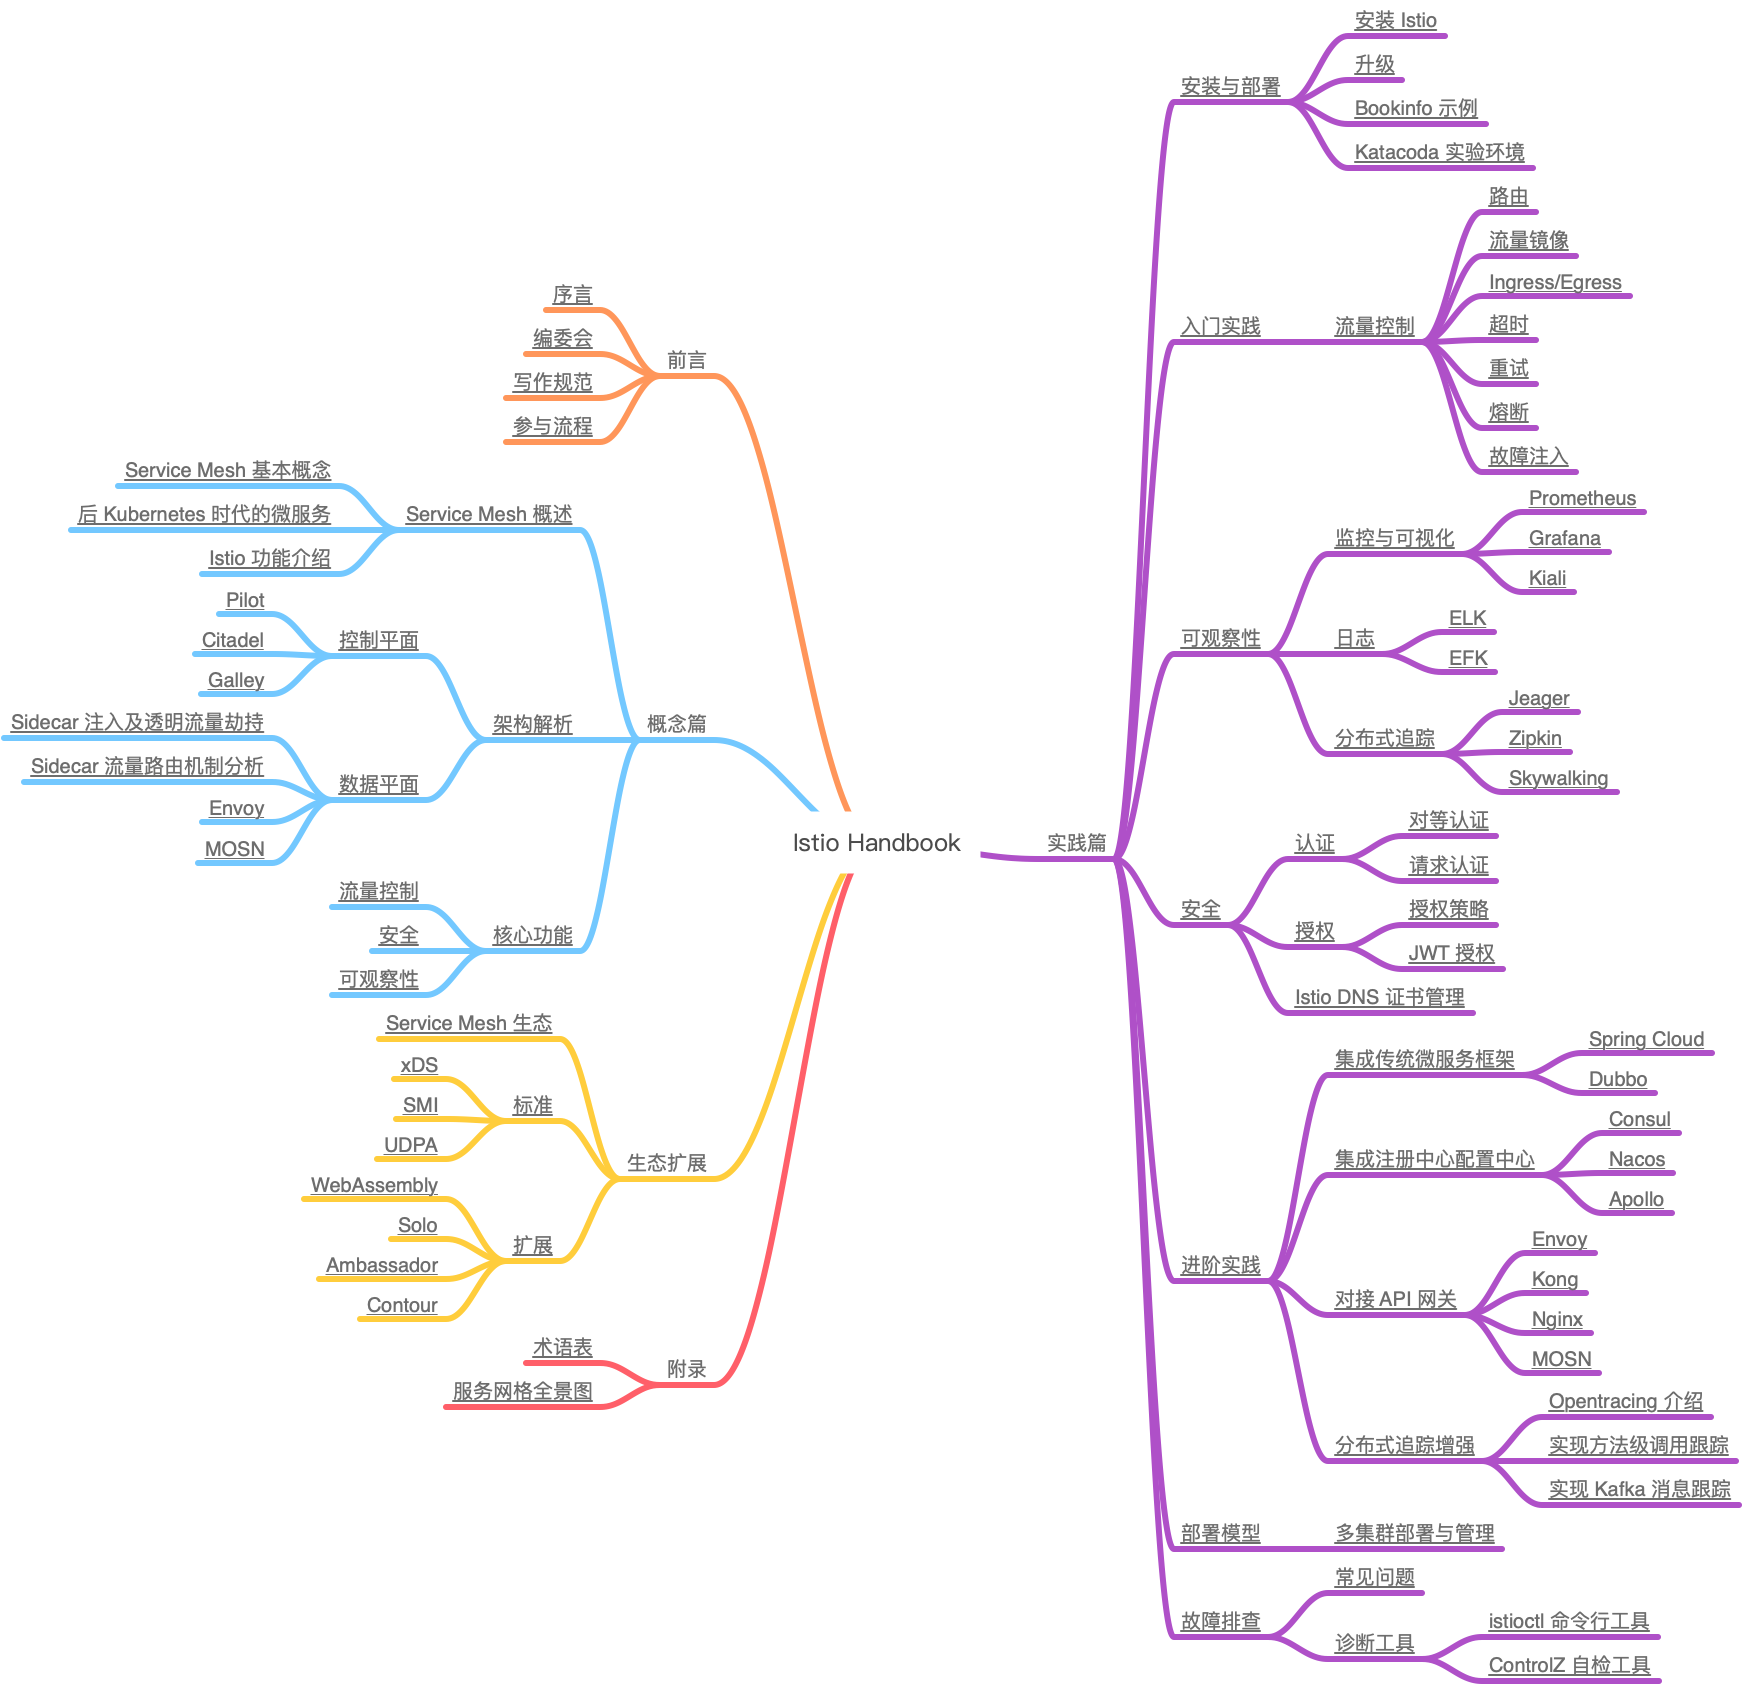 Istio Handbook
前言
序言
编委会
写作规范
参与流程
概念篇
Service Mesh 概述
Service Mesh 基本概念
后 Kubernetes 时代的微服务
Istio 功能介绍
架构解析
控制平面
Pilot
Citadel
Galley
数据平面
Sidecar 注入及透明流量劫持
Sidecar 流量路由机制分析
Envoy
MOSN
核心功能
流量控制
安全
可观察性
生态扩展
Service Mesh 生态
标准
xDS
SMI
UDPA
扩展
WebAssembly
Solo
Ambassador
Contour
附录
术语表
服务网格全景图
实践篇
安装与部署
安装 Istio
升级
Bookinfo 示例
Katacoda 实验环境
入门实践
流量控制
路由
流量镜像
Ingress/Egress
超时
重试
熔断
故障注入
可观察性
监控与可视化
Prometheus
Grafana
Kiali
日志
ELK
EFK
分布式追踪
Jeager
Zipkin
Skywalking
安全
认证
对等认证
请求认证
授权
授权策略
JWT 授权
Istio DNS 证书管理
进阶实践
集成传统微服务框架
Spring Cloud
Dubbo
集成注册中心配置中心
Consul
Nacos
Apollo
对接 API 网关
Envoy
Kong
Nginx
MOSN
分布式追踪增强
Opentracing 介绍
实现方法级调用跟踪
实现 Kafka 消息跟踪
部署模型
多集群部署与管理
故障排查
常见问题
诊断工具
istioctl 命令行工具
ControlZ 自检工具